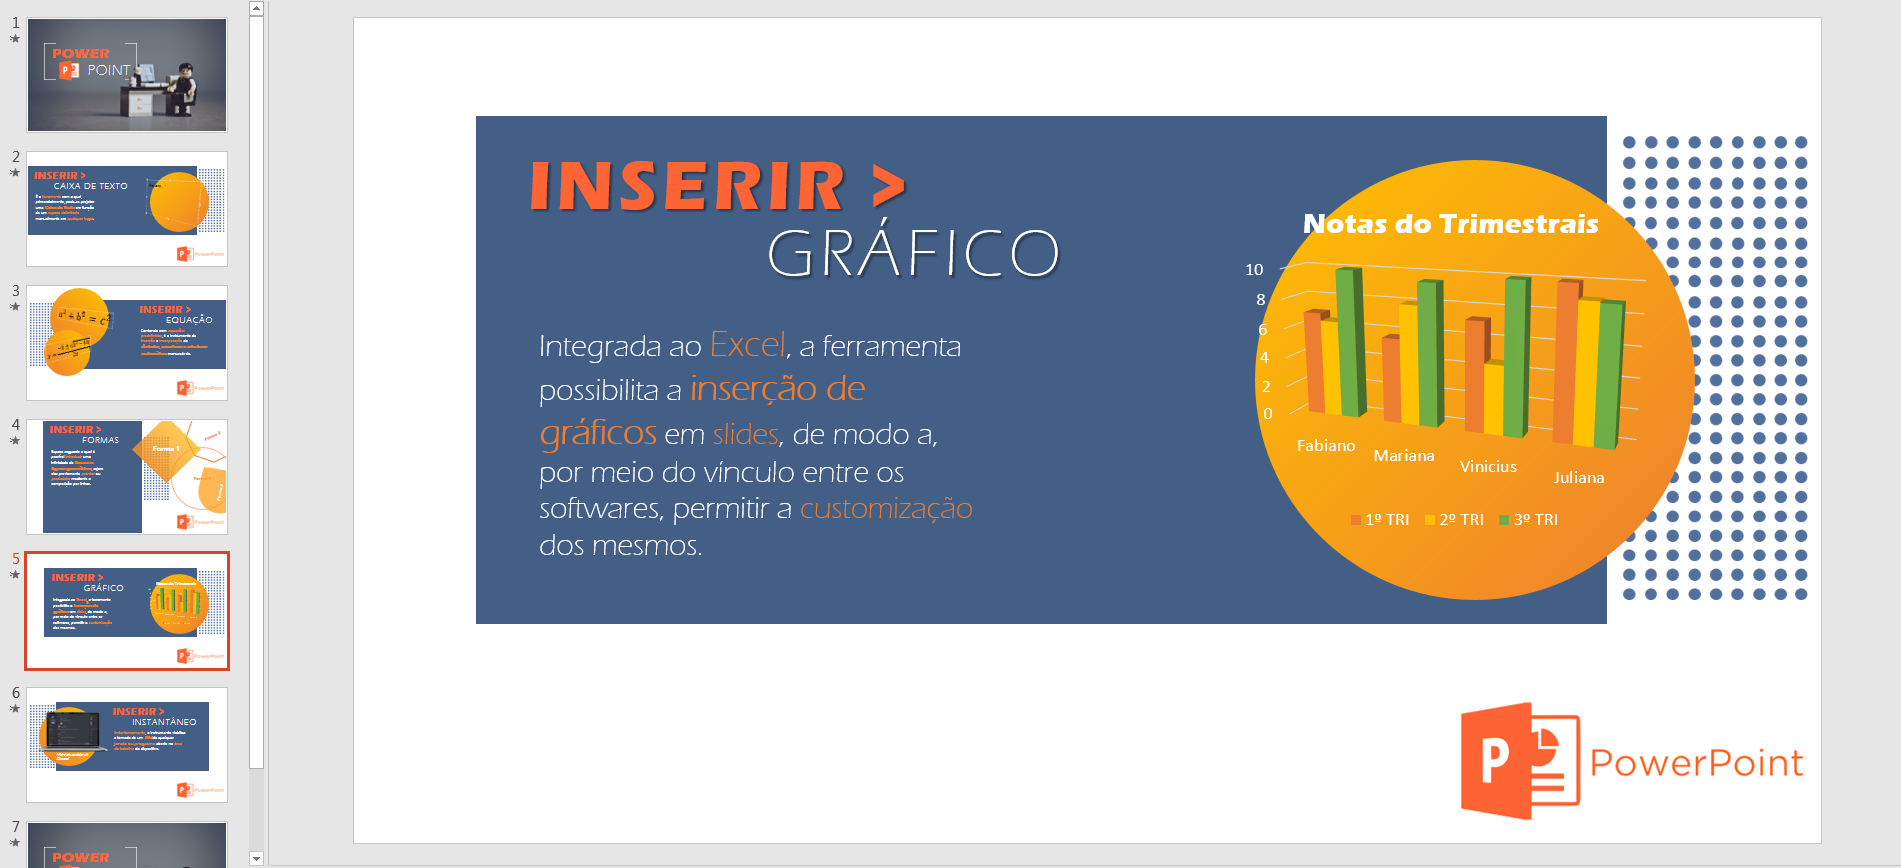 1
POWER
POINT
2
INSERIR >
CAIXA DE TEXTO
PowerPoint
3
INSERIR >
EQUAÇÃO
PowerPoint
4
INSERIR >
FORMAS
Forma 1
PowerPoint
5
INSERIR >
GRÁFICO
PowerPoint
6
INSERIR >
INSTANTÂNEO
PowerPoint
7
POWER
INSERIR >
GRÁFICO
Integrada ao Excel, a ferramenta
possibilita a inserção de
gráficos em slides, de modo a,
por meio do vínculo entre os
softwares, permitir a customização
dos mesmos.
Notas do Trimestrais
10
8
6
4
2
0
Fabiano
Mariana
Vinicius
Juliana
1º TRI 2º TRI 3º TRI
P PowerPoint